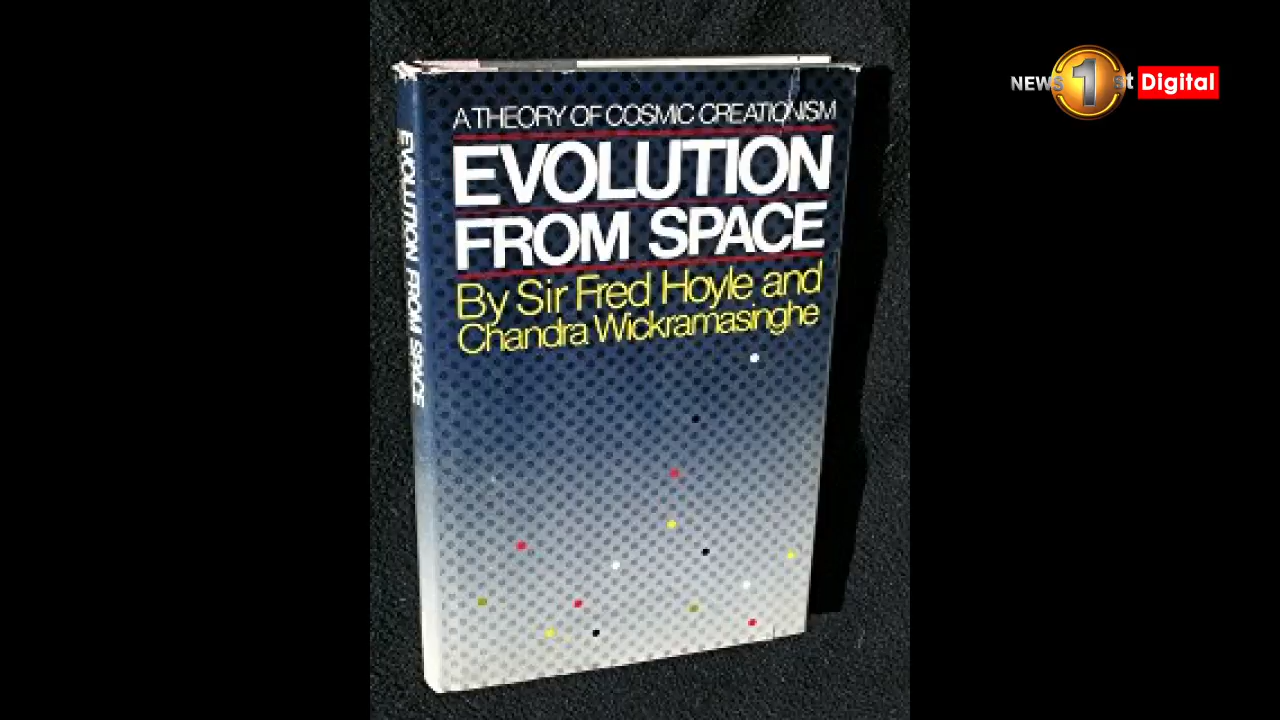 NEWS 1st Digital
A THEORY OF COSMIC CREATIONISM
EVOLUTION
FROM SPACE
By Sir Fred Hoyle and
Chandra Wickramasinghe
EVOLUTION FROM SPACE